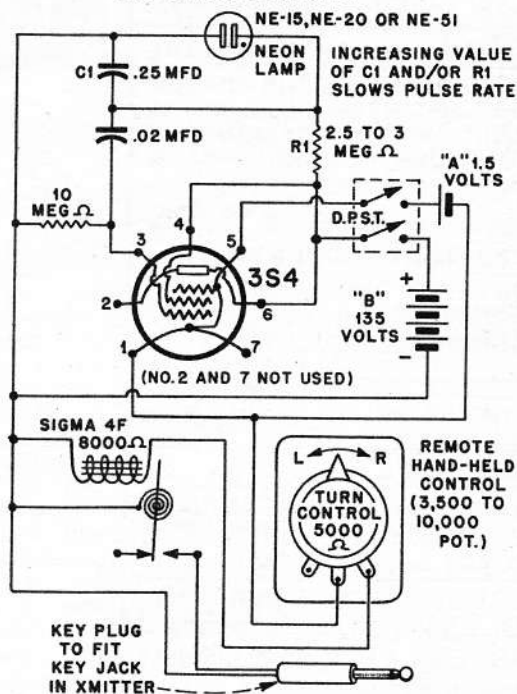 NE-15, NE-20 OR NE-51
NEON
LAMP
INCREASING VALUE
OF C1 AND/OR R1
SLOWS PULSE RATE
C1
.25 MFD
.02 MFD
R1
2.5 TO 3
MEG Ω
"A" 1.5
VOLTS
10
MEG Ω
D.P.S.T.
3
4
5
3S4
2
6
1
7
+
"B"
135
VOLTS
-
(NO. 2 AND 7 NOT USED)
SIGMA 4F
8000Ω
L
R
TURN
CONTROL
5000
Ω
REMOTE
HAND-HELD
CONTROL
(3,500 TO
10,000
POT.)
KEY PLUG
TO FIT
KEY JACK
IN XMITTER